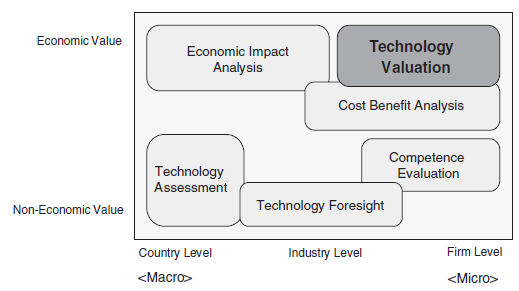 Economic Value
Economic Impact
Analysis
Technology
Valuation
Cost Benefit Analysis
Technology
Assessment
Competence
Evaluation
Technology Foresight
Non-Economic Value
Country Level
Industry Level
Firm Level
<Macro>
<Micro>